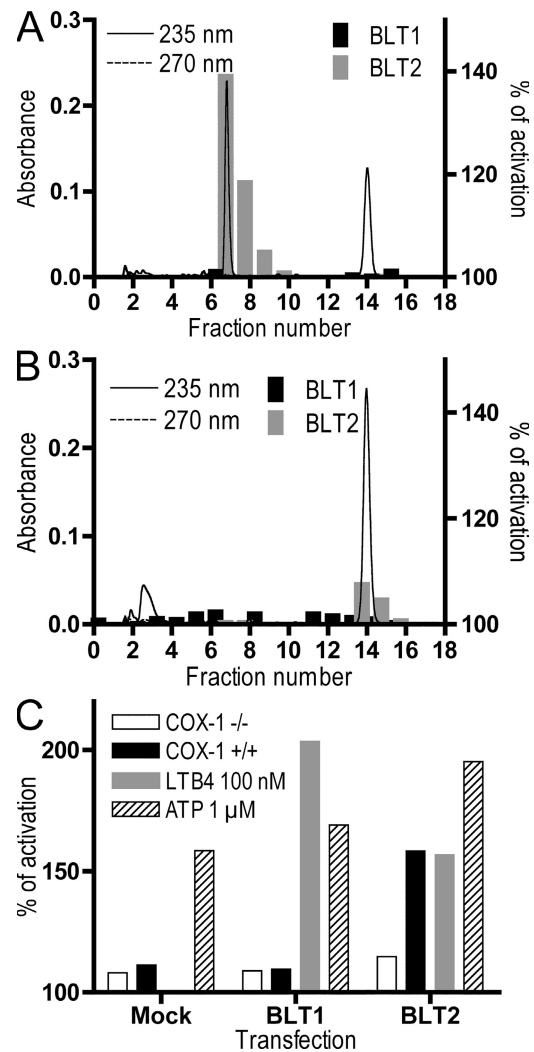 A
0.3
0.2
0.1
0.0
Absorbance
235 nm
270 nm
BLT1
BLT2
140
120
100
% of activation
0 2 4 6 8 10 12 14 16 18
Fraction number
B
0.3
0.2
0.1
0.0
Absorbance
235 nm
270 nm
BLT1
BLT2
140
120
100
% of activation
0 2 4 6 8 10 12 14 16 18
Fraction number
C
200
150
100
% of activation
COX-1 -/-
COX-1 +/+
LTB4 100 nM
ATP 1 µM
Mock BLT1 BLT2
Transfection